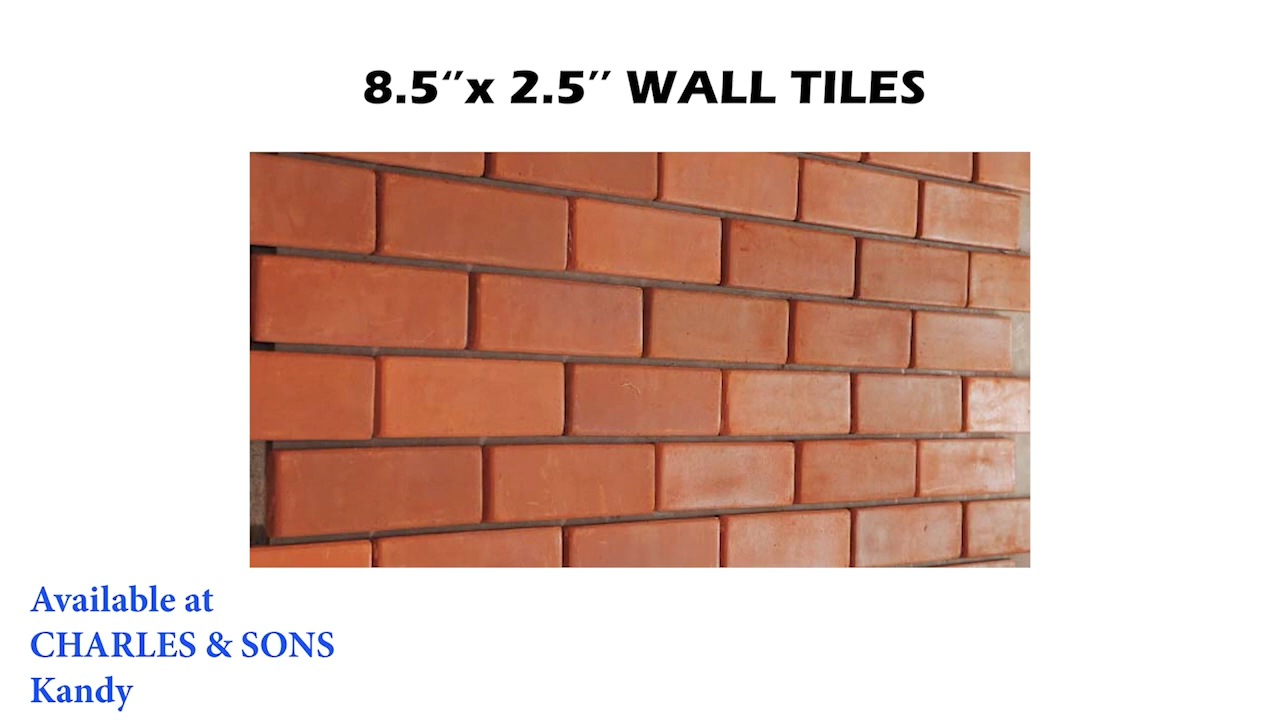 8.5″x 2.5″ WALL TILES
Available at
CHARLES & SONS
Kandy